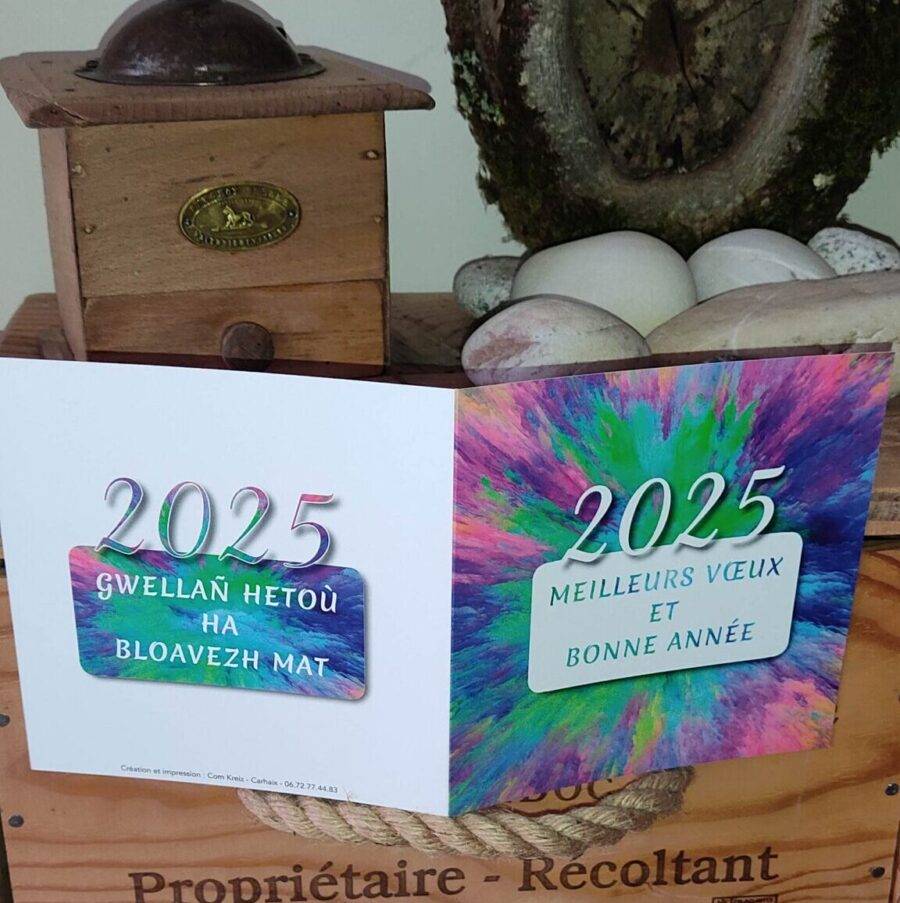 2025
GWELLAÑ HETOÙ
HA
BLOAVEZH MAT
Création et impression : Com Kreiz - Carhaix - 06.72.77.44.83
2025
MEILLEURS VŒUX
ET
BONNE ANNÉE
Propriétaire - Récoltant